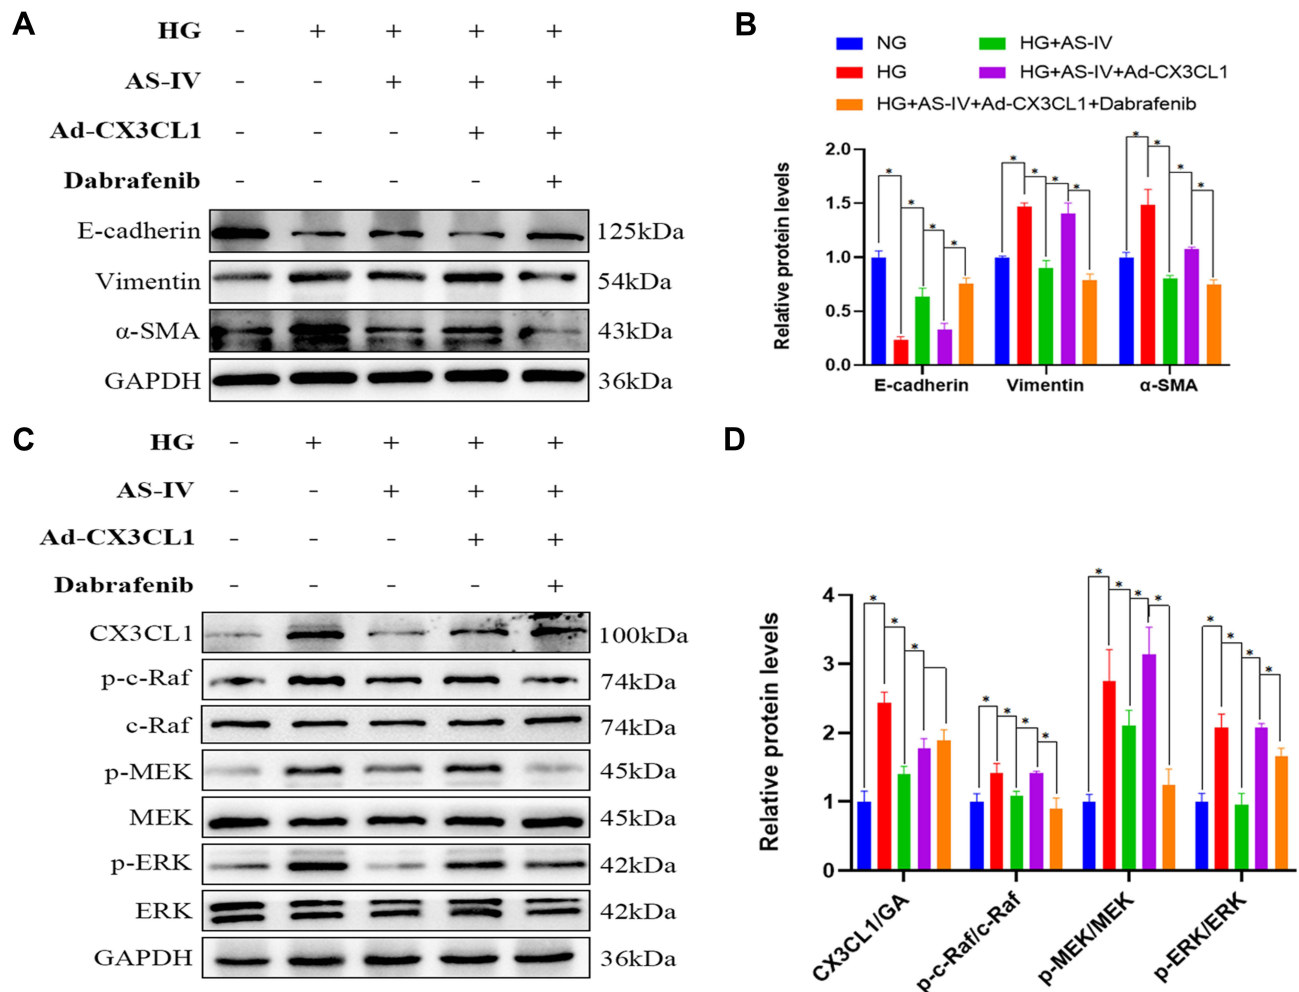 A
HG - + + + +
AS-IV - - + + +
Ad-CX3CL1 - - - + +
Dabrafenib - - - - +
E-cadherin 125kDa
Vimentin 54kDa
α-SMA 43kDa
GAPDH 36kDa
B
NG HG+AS-IV
HG HG+AS-IV+Ad-CX3CL1
HG+AS-IV+Ad-CX3CL1+Dabrafenib
Relative protein levels
2.0
1.5
1.0
0.5
0.0
* * * * * * * * * * * *
E-cadherin Vimentin α-SMA
C
HG - + + + +
AS-IV - - + + +
Ad-CX3CL1 - - - + +
Dabrafenib - - - - +
CX3CL1 100kDa
p-c-Raf 74kDa
c-Raf 74kDa
p-MEK 45kDa
MEK 45kDa
p-ERK 42kDa
ERK 42kDa
GAPDH 36kDa
D
Relative protein levels
4
3
2
1
0
* * * * * * * * * * * * * * *
CX3CL1/GA p-c-Raf/c-Raf p-MEK/MEK p-ERK/ERK